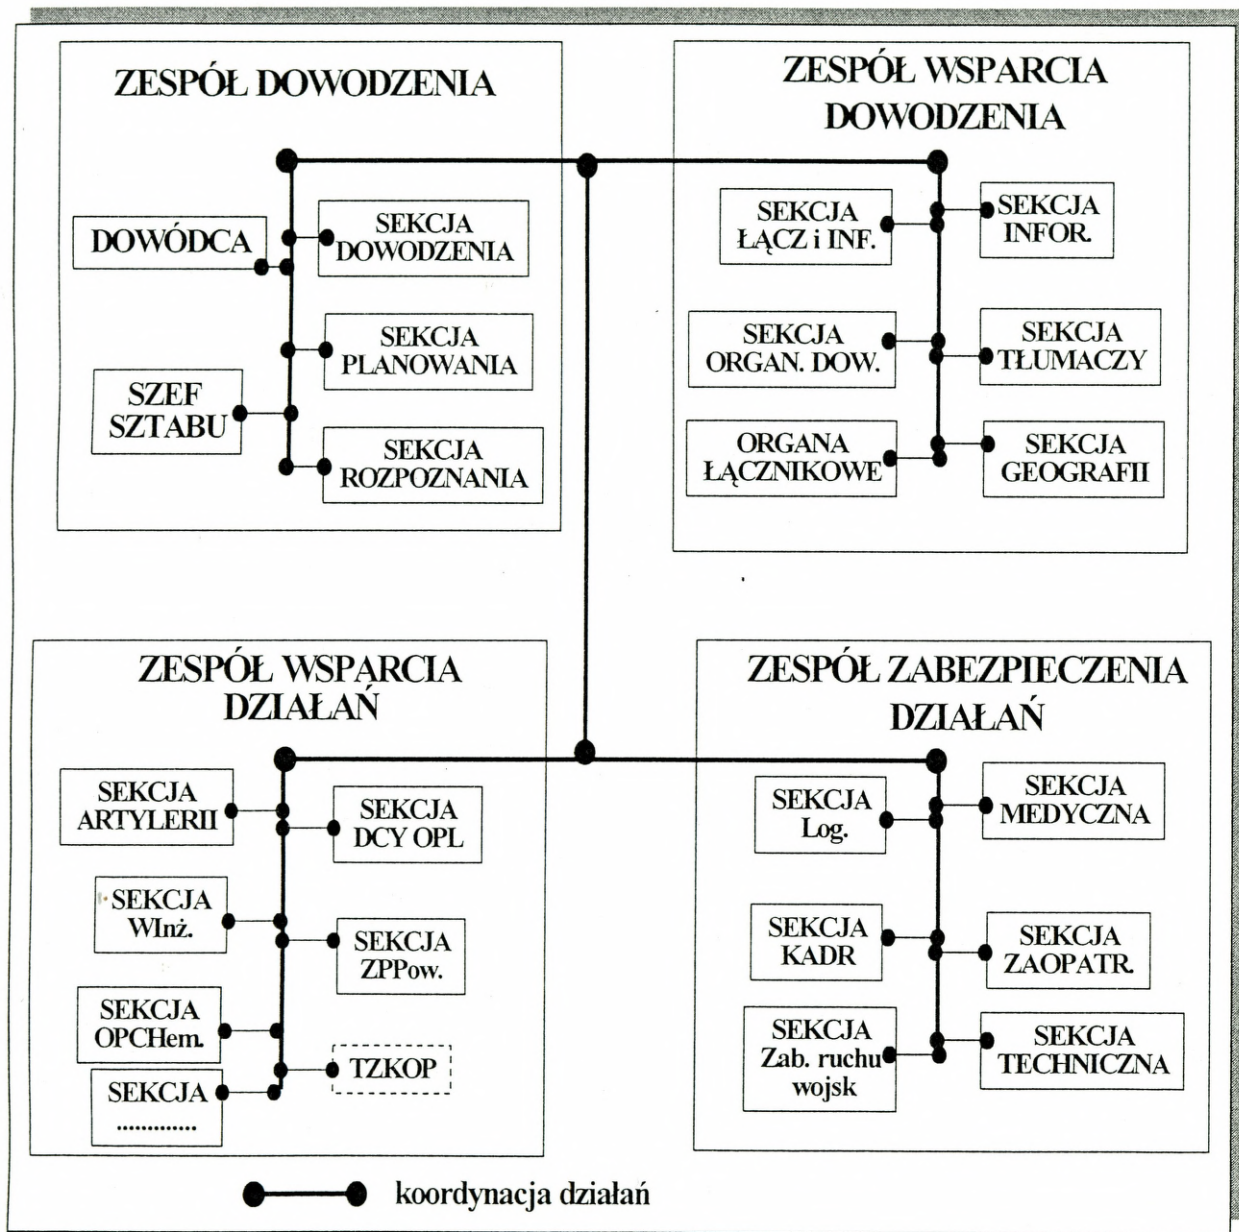 ZESPÓŁ DOWODZENIA
DOWÓDCA
SEKCJA
DOWODZENIA
SEKCJA
PLANOWANIA
SZEF
SZTABU
SEKCJA
ROZPOZNANIA
ZESPÓŁ WSPARCIA
DOWODZENIA
SEKCJA
ŁĄCZ i INF.
SEKCJA
INFOR.
SEKCJA
ORGAN. DOW.
SEKCJA
TŁUMACZY
ORGANA
ŁĄCZNIKOWE
SEKCJA
GEOGRAFII
ZESPÓŁ WSPARCIA
DZIAŁAŃ
SEKCJA
ARTYLERII
SEKCJA
DCY OPL
SEKCJA
WInż.
SEKCJA
ZPPow.
SEKCJA
OPCHem.
TZKOP
SEKCJA
.............
ZESPÓŁ ZABEZPIECZENIA
DZIAŁAŃ
SEKCJA
Log.
SEKCJA
MEDYCZNA
SEKCJA
KADR
SEKCJA
ZAOPATR.
SEKCJA
Zab. ruchu
wojsk
SEKCJA
TECHNICZNA
koordynacja działań